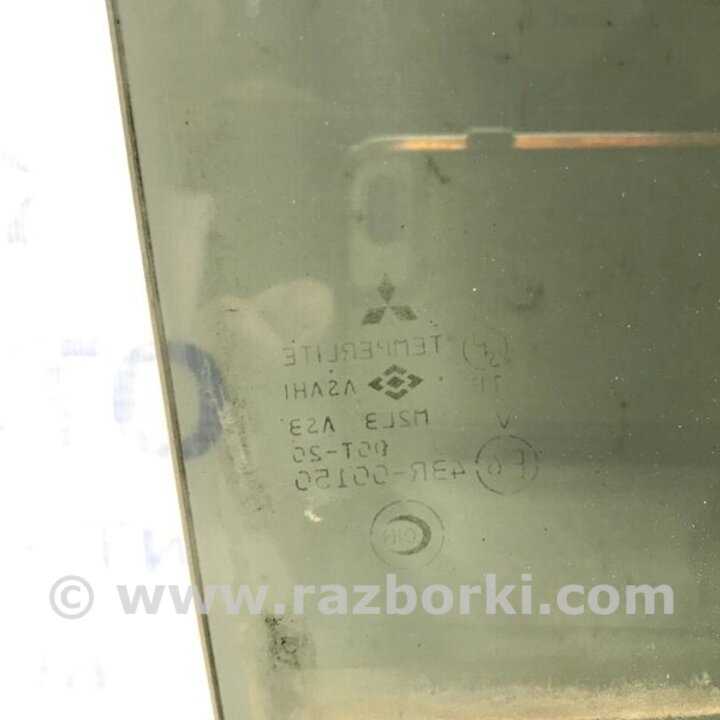 TEMPERLITE
ASAHI
M2L3 AS3
DOT-20
43R-00150
© www.razborki.com